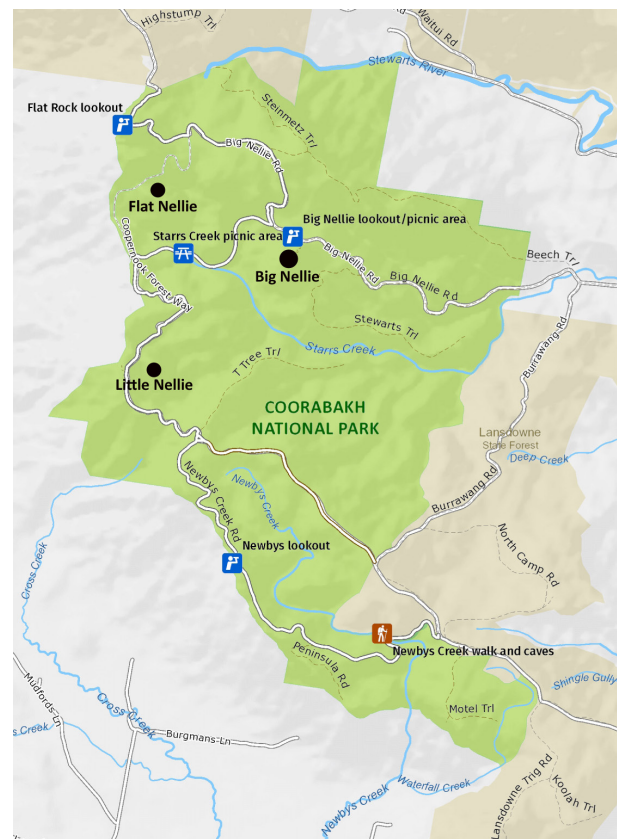 Highstump Trl
Waitui Rd
Stewarts River
Flat Rock lookout
Steinmetz Trl
Big Nellie Rd
Flat Nellie
Big Nellie lookout/picnic area
Starrs Creek picnic area
Coopernook Forest Way
Big Nellie
Big Nellie Rd
Big Nellie Rd
Beech Trl
Stewarts Trl
Starrs Creek
Burrawang Rd
T Tree Trl
Little Nellie
COORABAKH
NATIONAL PARK
Lansdowne
State Forest
Deep Creek
Newbys Creek
Newbys Creek Rd
Burrawang Rd
North Camp Rd
Newbys lookout
Cross Creek
Newbys Creek walk and caves
Peninsula Rd
Shingle Gully
Mudfords Ln
Cross Creek
Motel Trl
s Creek
Burgmans Ln
Waterfall Creek
Newbys Creek
Lansdowne Trig Rd
Koolah Trl